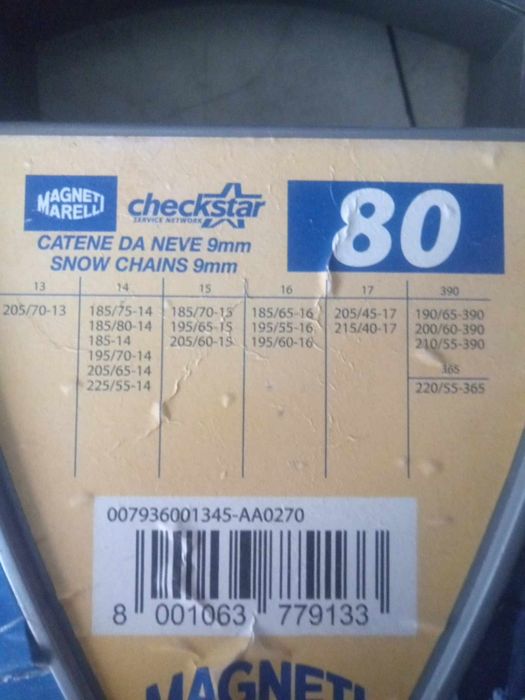 MAGNETI
MARELLI
checkstar
SERVICE NETWORK
80
CATENE DA NEVE 9mm
SNOW CHAINS 9mm
13 14 15 16 17 390
205/70-13 185/75-14 185/70-15 185/65-16 205/45-17 190/65-390
185/80-14 195/65-15 195/55-16 215/40-17 200/60-390
185-14 205/60-15 195/60-16 210/55-390
195/70-14 365
205/65-14 220/55-365
225/55-14
007936001345-AA0270
8 001063 779133
MAGNETI